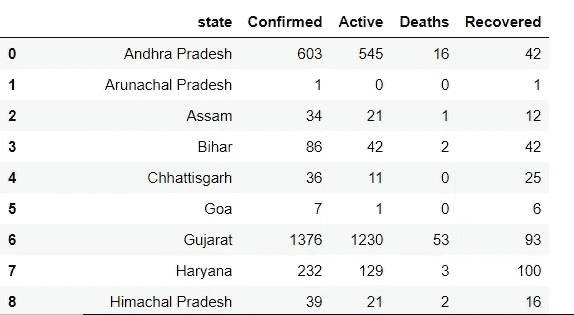 state Confirmed Active Deaths Recovered
0 Andhra Pradesh 603 545 16 42
1 Arunachal Pradesh 1 0 0 1
2 Assam 34 21 1 12
3 Bihar 86 42 2 42
4 Chhattisgarh 36 11 0 25
5 Goa 7 1 0 6
6 Gujarat 1376 1230 53 93
7 Haryana 232 129 3 100
8 Himachal Pradesh 39 21 2 16